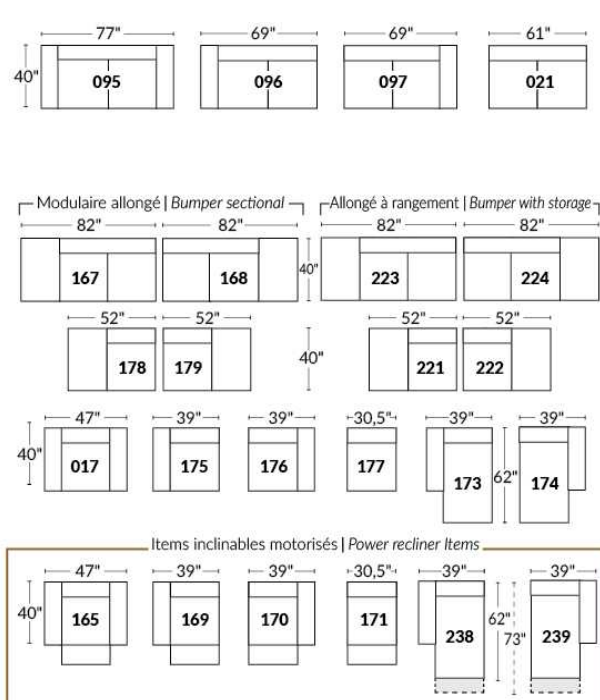 77" 69" 69" 61"
40" 095 096 097 021
Modulaire allongé | Bumper sectional Allongé à rangement | Bumper with storage
82" 82" 82" 82"
167 168 40" 223 224
52" 52" 52" 52"
178 179 40" 221 222
47" 39" 39" 30,5" 39" 39"
40" 017 175 176 177 173 62" 174
Items inclinables motorisés | Power recliner Items
47" 39" 39" 30,5" 39" 39"
40" 165 169 170 171 238 62" 73" 239